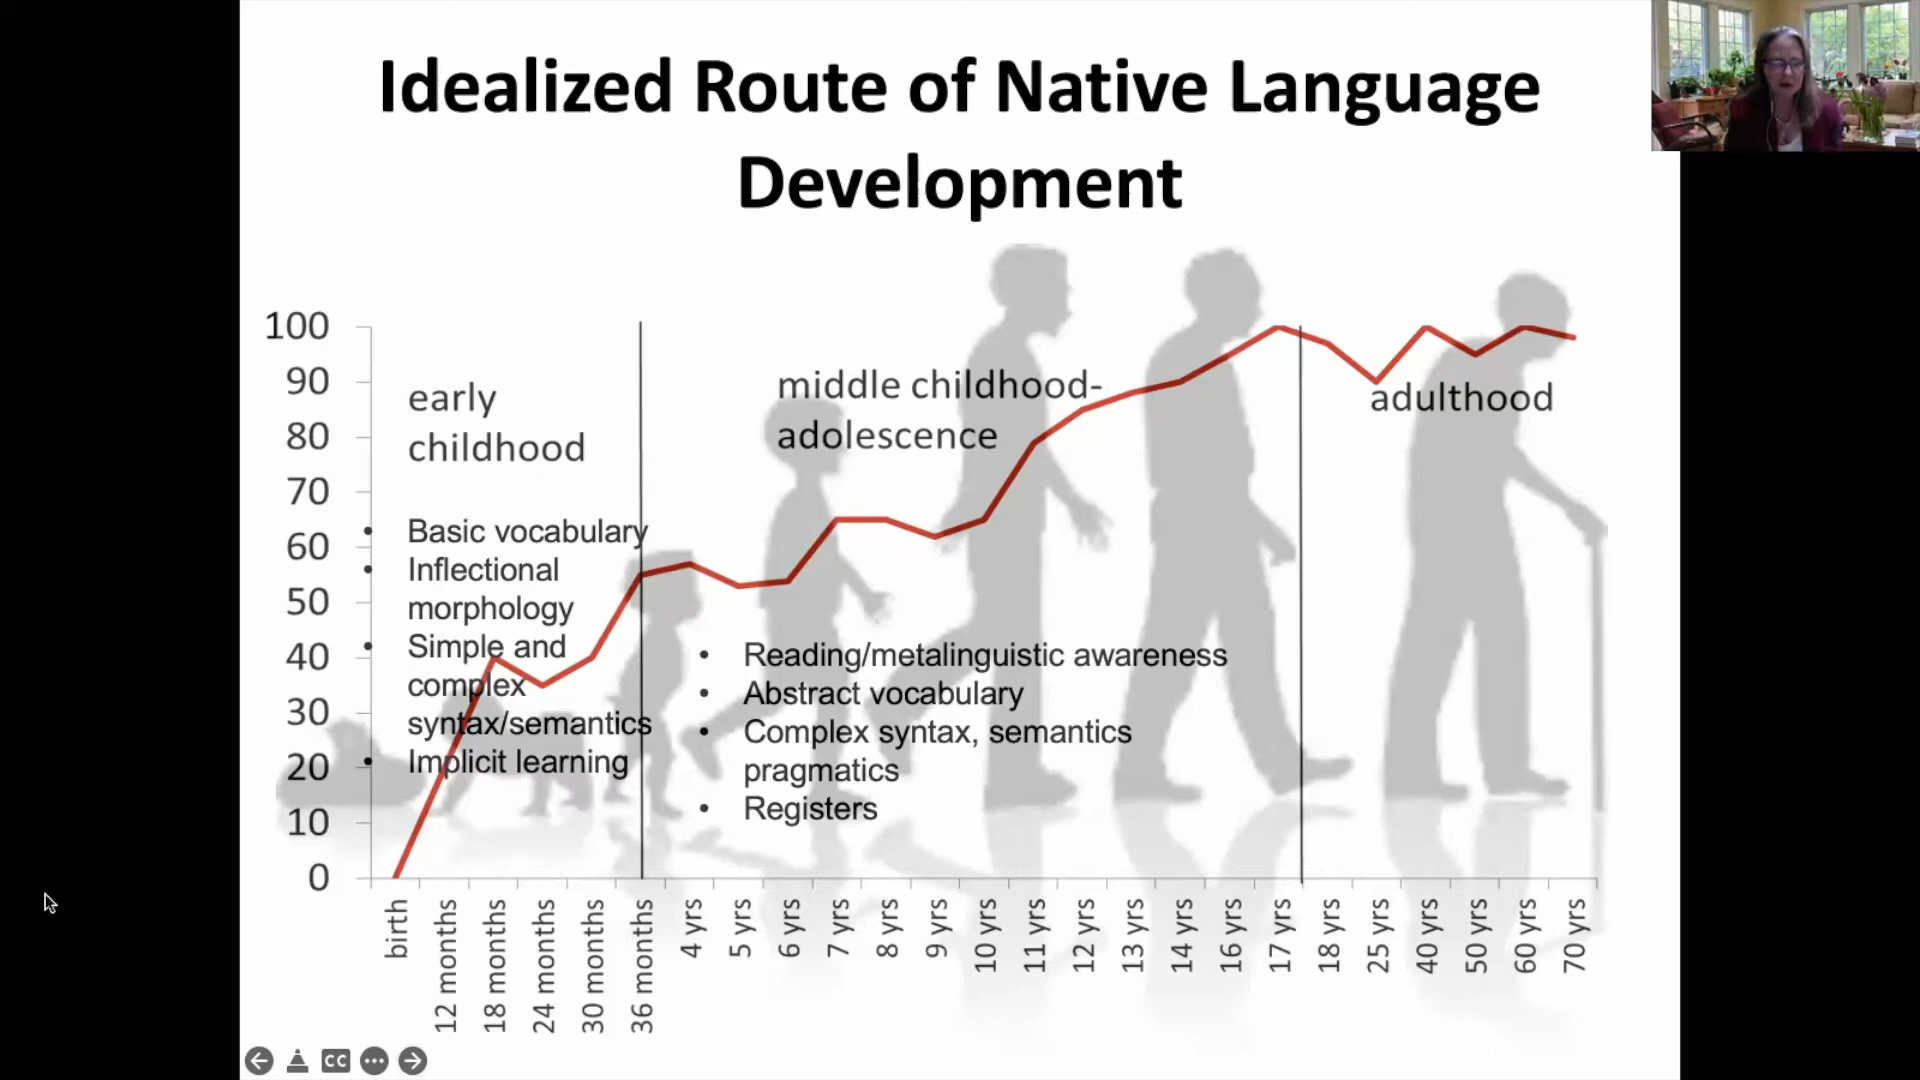 Idealized Route of Native Language
Development
100
90
80
70
60
50
40
30
20
10
0
early
childhood
• Basic vocabulary
• Inflectional
morphology
• Simple and
complex
syntax/semantics
• Implicit learning
middle childhood-
adolescence
• Reading/metalinguistic awareness
• Abstract vocabulary
• Complex syntax, semantics
pragmatics
• Registers
adulthood
birth
12 months
18 months
24 months
30 months
36 months
4 yrs
5 yrs
6 yrs
7 yrs
8 yrs
9 yrs
10 yrs
11 yrs
12 yrs
13 yrs
14 yrs
16 yrs
17 yrs
18 yrs
25 yrs
40 yrs
50 yrs
60 yrs
70 yrs
CC